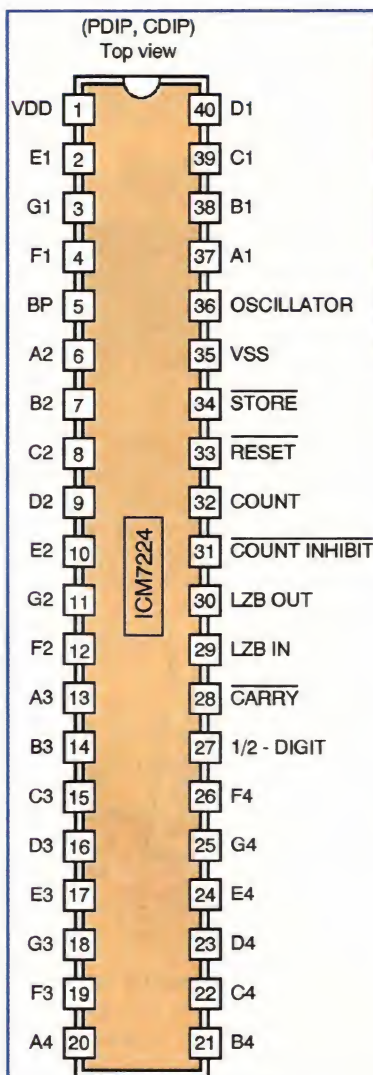 (PDIP, CDIP)
Top view
VDD 1 40 D1
E1 2 39 C1
G1 3 38 B1
F1 4 37 A1
BP 5 36 OSCILLATOR
A2 6 35 VSS
B2 7 34 STORE
C2 8 33 RESET
D2 9 32 COUNT
E2 10 31 COUNT INHIBIT
G2 11 30 LZB OUT
F2 12 29 LZB IN
A3 13 28 CARRY
B3 14 27 1/2 - DIGIT
C3 15 26 F4
D3 16 25 G4
E3 17 24 E4
G3 18 23 D4
F3 19 22 C4
A4 20 21 B4
ICM7224